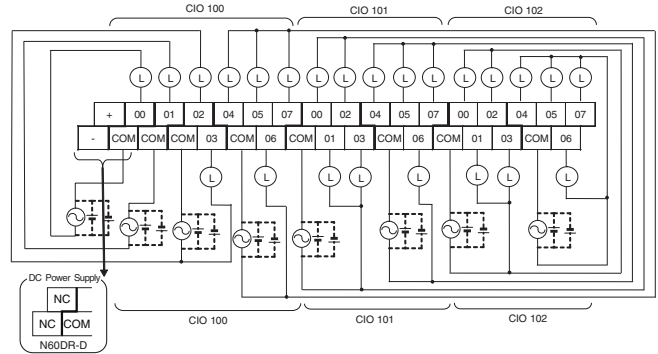 CIO 100 CIO 101 CIO 102
L L L L L L L L L L L L L L L L
+ 00 01 02 04 05 07 00 02 04 05 07 00 02 04 05 07
- COM COM COM 03 COM 06 COM 01 03 COM 06 COM 01 03 COM 06
L L L L L L L L
DC Power Supply
NC
NC COM
N60DR-D
CIO 100 CIO 101 CIO 102